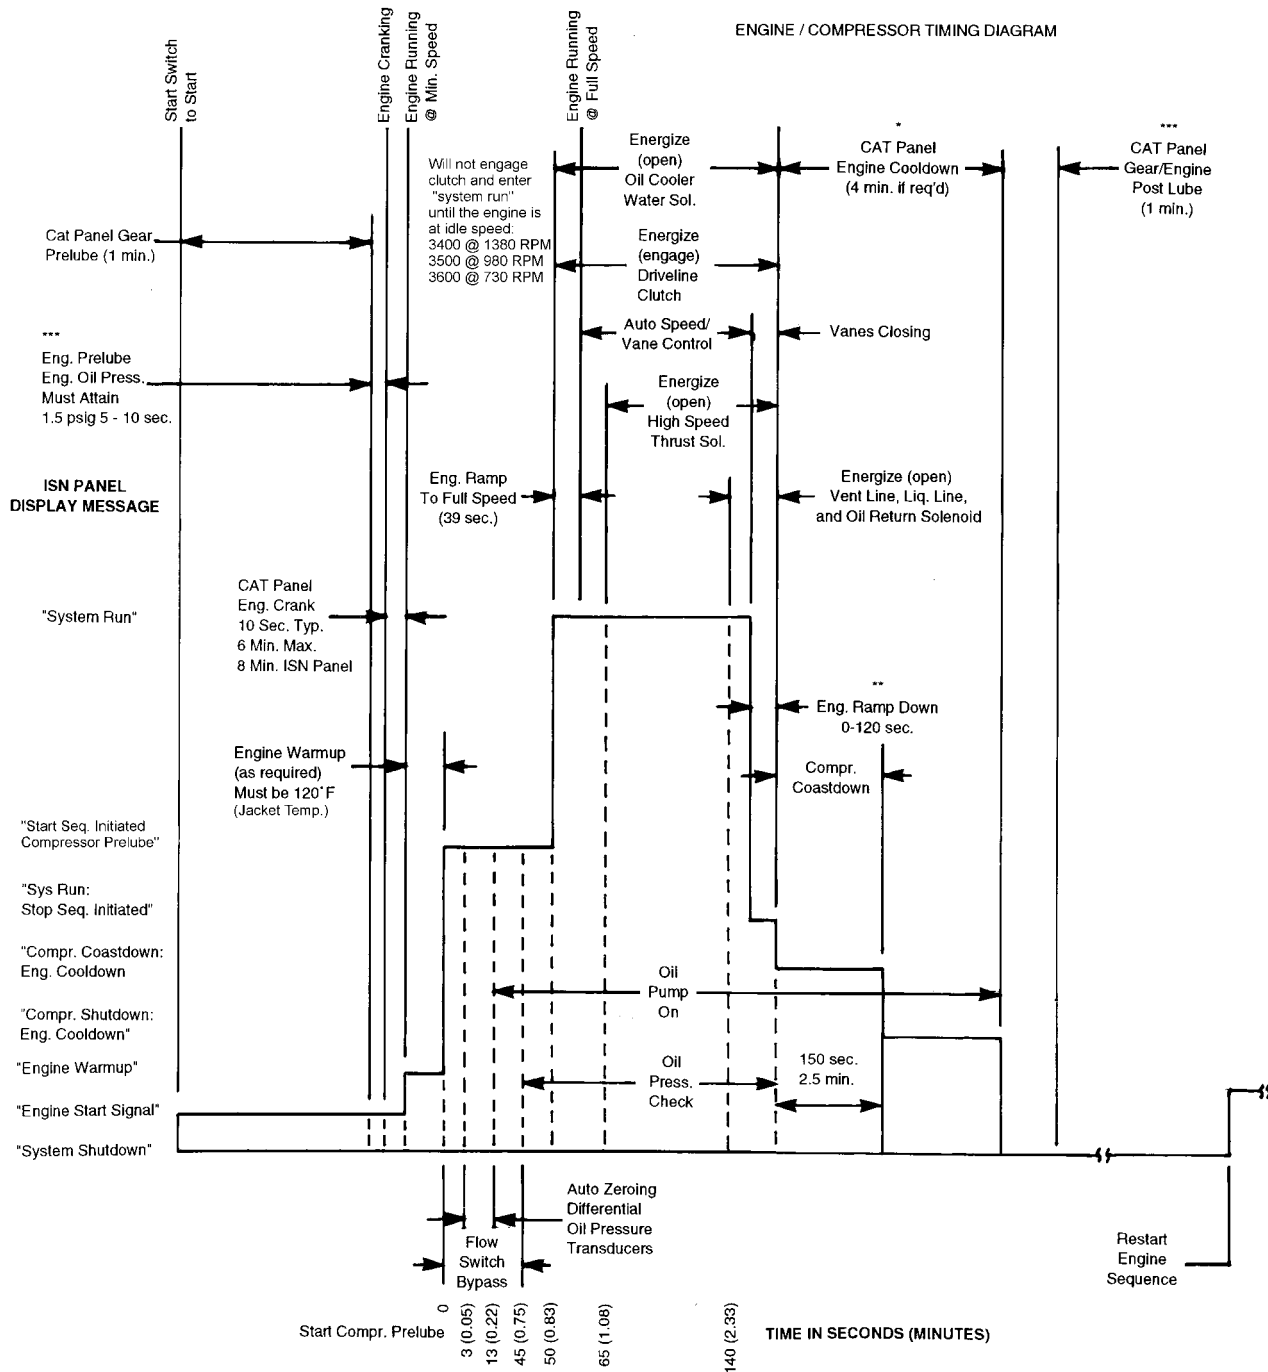 ENGINE / COMPRESSOR TIMING DIAGRAM
Start Switch
to Start
Engine Cranking
Engine Running
@ Min. Speed
Engine Running
@ Full Speed
Will not engage
clutch and enter
"system run"
until the engine is
at idle speed:
3400 @ 1380 RPM
3500 @ 980 RPM
3600 @ 730 RPM
Energize
(open)
Oil Cooler
Water Sol.
*
CAT Panel
Engine Cooldown
(4 min. if req'd)
***
CAT Panel
Gear/Engine
Post Lube
(1 min.)
Cat Panel Gear
Prelube (1 min.)
Energize
(engage)
Driveline
Clutch
***
Eng. Prelube
Eng. Oil Press.
Must Attain
1.5 psig 5 - 10 sec.
Auto Speed/
Vane Control
Vanes Closing
Energize
(open)
High Speed
Thrust Sol.
ISN PANEL
DISPLAY MESSAGE
Eng. Ramp
To Full Speed
(39 sec.)
Energize (open)
Vent Line, Liq. Line,
and Oil Return Solenoid
"System Run"
CAT Panel
Eng. Crank
10 Sec. Typ.
6 Min. Max.
8 Min. ISN Panel
**
Eng. Ramp Down
0-120 sec.
Engine Warmup
(as required)
Must be 120°F
(Jacket Temp.)
Compr.
Coastdown
"Start Seq. Initiated
Compressor Prelube"
"Sys Run:
Stop Seq. Initiated"
"Compr. Coastdown:
Eng. Cooldown
"Compr. Shutdown:
Eng. Cooldown"
Oil
Pump
On
"Engine Warmup"
Oil
Press.
Check
150 sec.
2.5 min.
"Engine Start Signal"
"System Shutdown"
Auto Zeroing
Differential
Oil Pressure
Transducers
Flow
Switch
Bypass
Restart
Engine
Sequence
Start Compr. Prelube
0
3 (0.05)
13 (0.22)
45 (0.75)
50 (0.83)
65 (1.08)
140 (2.33)
TIME IN SECONDS (MINUTES)